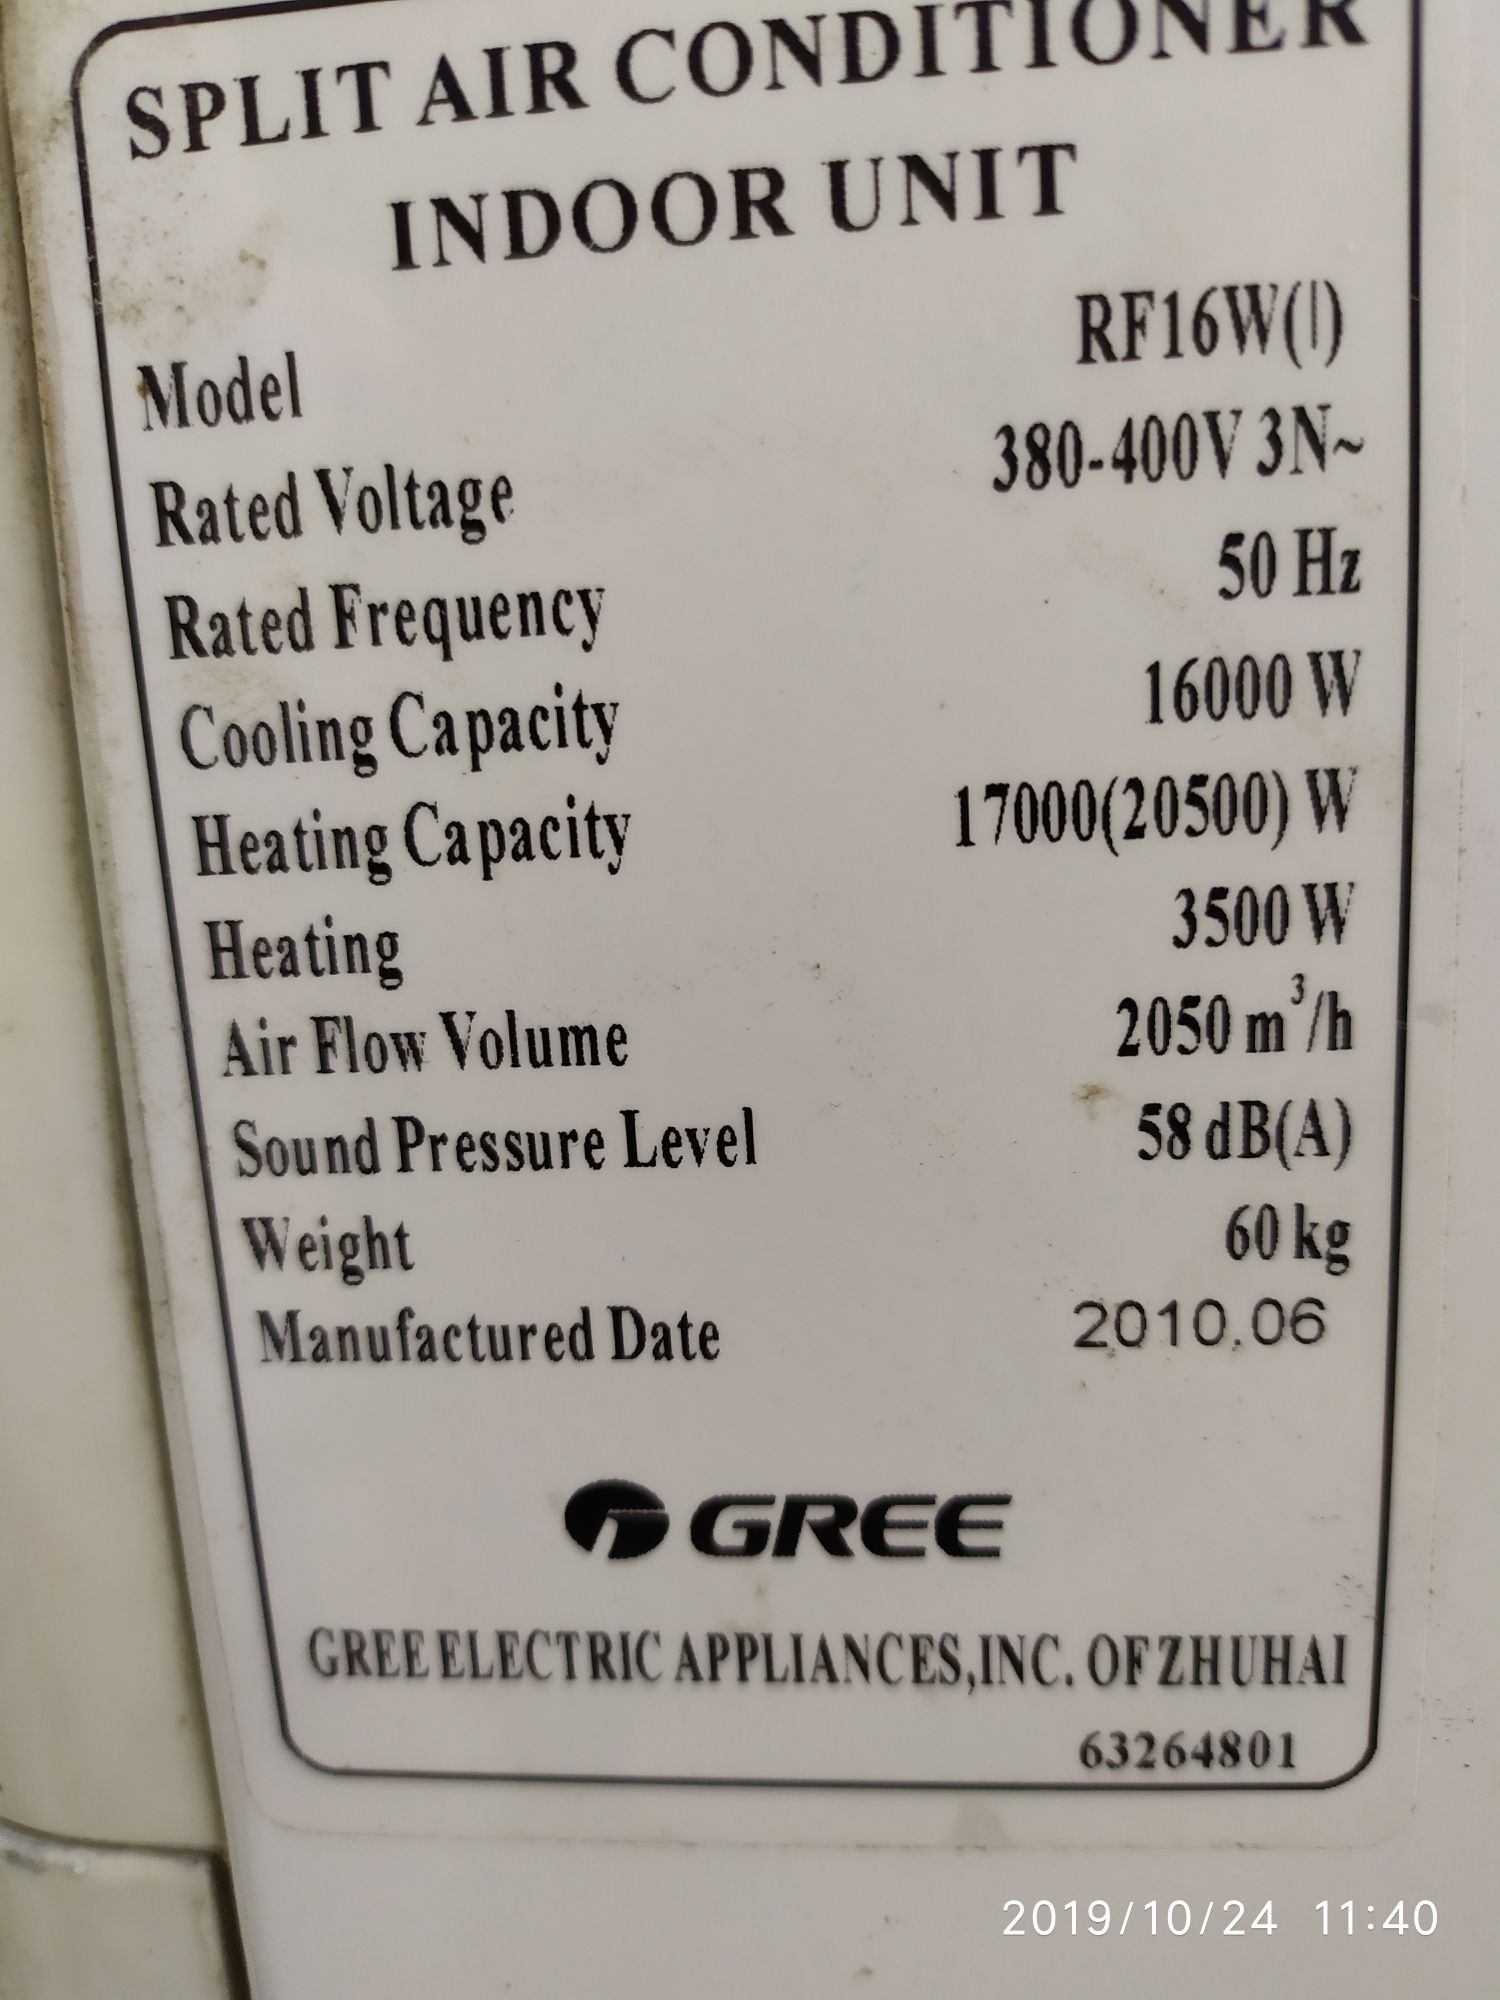 SPLIT AIR CONDITIONER
INDOOR UNIT
Model RF16W(I)
Rated Voltage 380-400V 3N~
Rated Frequency 50 Hz
Cooling Capacity 16000 W
Heating Capacity 17000(20500) W
Heating 3500 W
Air Flow Volume 2050 m³/h
Sound Pressure Level 58 dB(A)
Weight 60 kg
Manufactured Date 2010.06
GREE
GREE ELECTRIC APPLIANCES,INC. OF ZHUHAI
63264801
2019/10/24 11:40